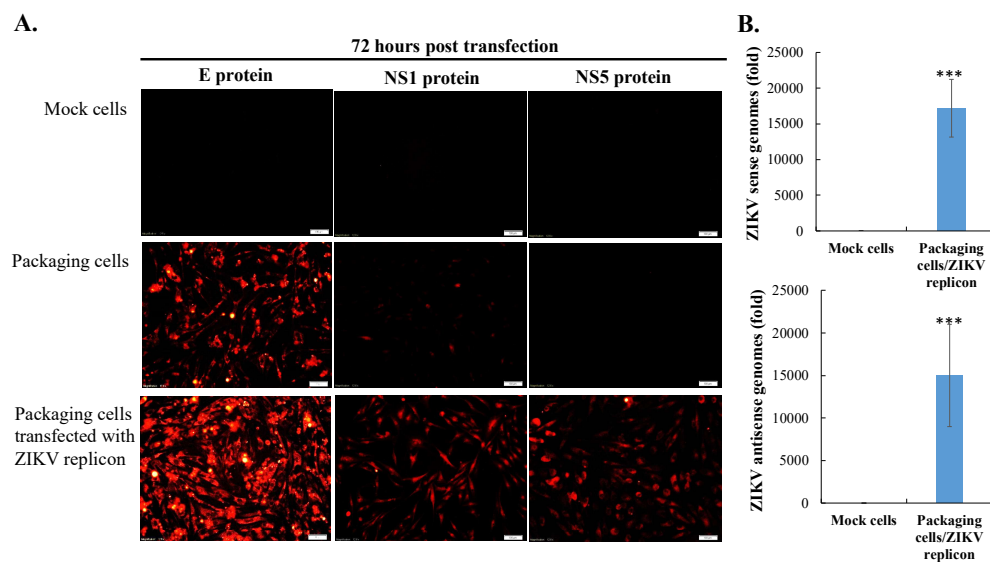 A.
72 hours post transfection
E protein NS1 protein NS5 protein
Mock cells
Packaging cells
Packaging cells
transfected with
ZIKV replicon
B.
ZIKV sense genomes (fold)
25000
20000
15000
10000
5000
0
***
Mock cells Packaging
cells/ZIKV
replicon
ZIKV antisense genomes (fold)
25000
20000
15000
10000
5000
0
***
Mock cells Packaging
cells/ZIKV
replicon